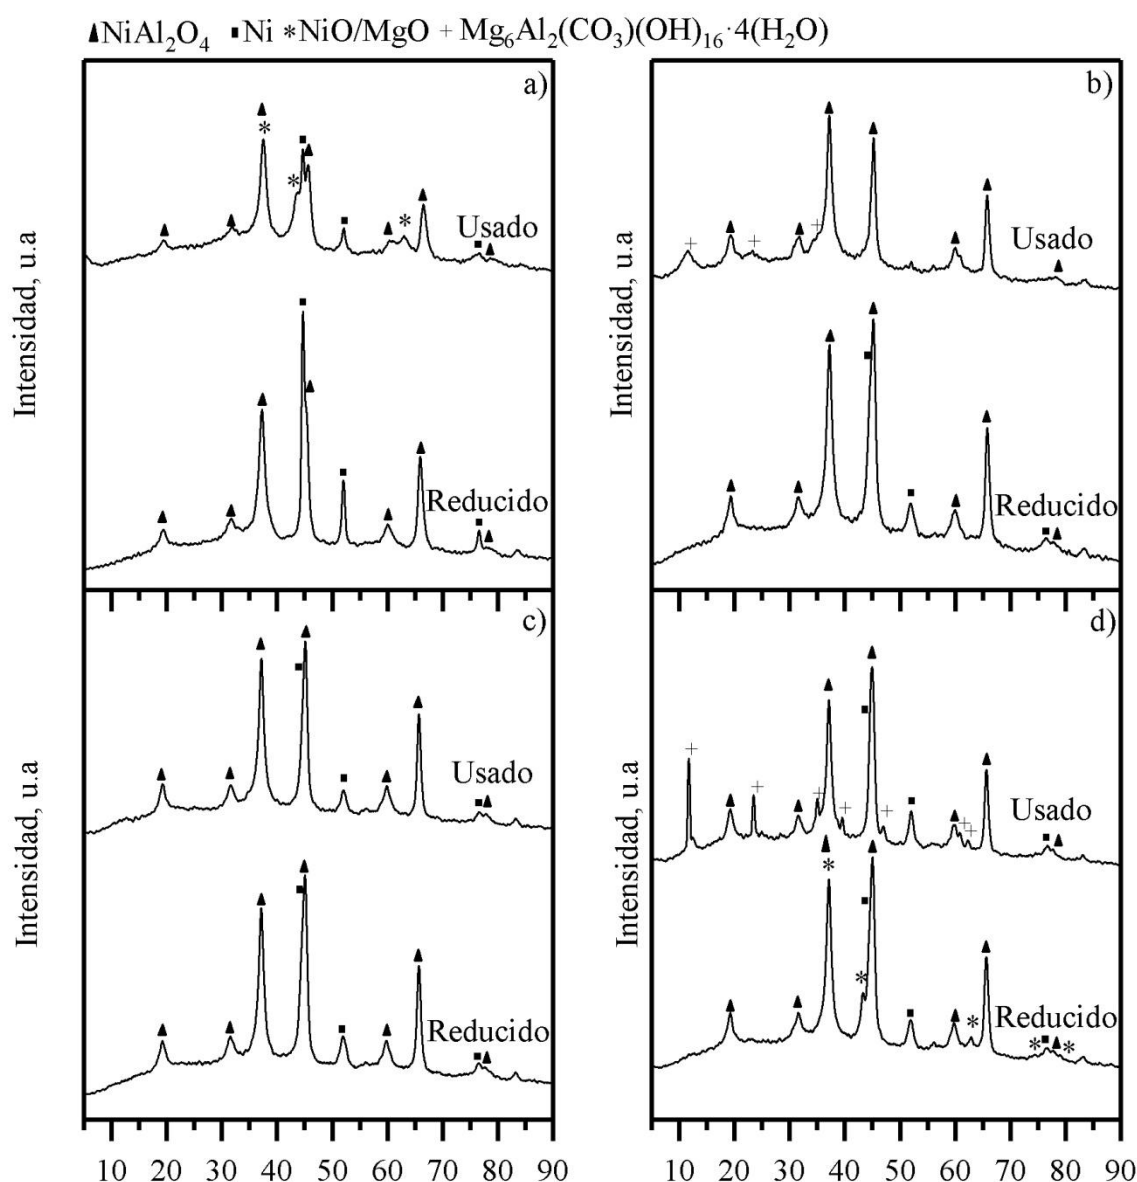 ▲NiAl₂O₄ ▪Ni *NiO/MgO + Mg₆Al₂(CO₃)(OH)₁₆·4(H₂O)
a)
Usado
Reducido
Intensidad, u.a
b)
Usado
Reducido
Intensidad, u.a
c)
Usado
Reducido
Intensidad, u.a
d)
Usado
Reducido
Intensidad, u.a
10 20 30 40 50 60 70 80 90
10 20 30 40 50 60 70 80 90